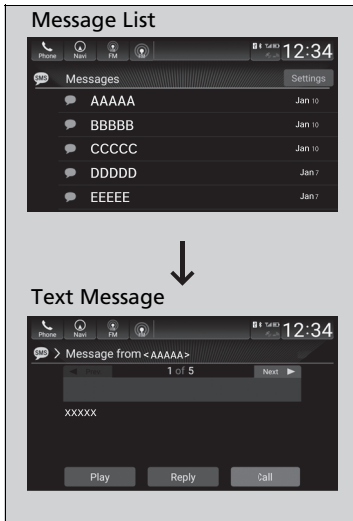 Message List
Phone Navi FM 12:34
SMS Messages Settings
AAAAA Jan 10
BBBBB Jan 10
CCCCC Jan 10
DDDDD Jan 7
EEEEE Jan 7
Text Message
Phone Navi FM 12:34
SMS Message from <AAAAA>
Prev 1 of 5 Next
xxxxx
Play Reply Call